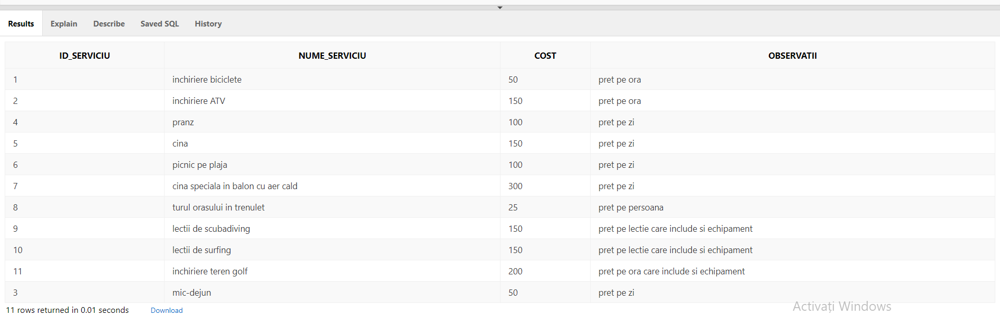 Results Explain Describe Saved SQL History
ID_SERVICIU NUME_SERVICIU COST OBSERVATII
1 inchiriere biciclete 50 pret pe ora
2 inchiriere ATV 150 pret pe ora
4 pranz 100 pret pe zi
5 cina 150 pret pe zi
6 picnic pe plaja 100 pret pe zi
7 cina speciala in balon cu aer cald 300 pret pe zi
8 turul orasului in trenulet 25 pret pe persoana
9 lectii de scubadiving 150 pret pe lectie care include si echipament
10 lectii de surfing 150 pret pe lectie care include si echipament
11 inchiriere teren golf 200 pret pe ora care include si echipament
3 mic-dejun 50 pret pe zi
11 rows returned in 0.01 seconds Download
Activați Windows